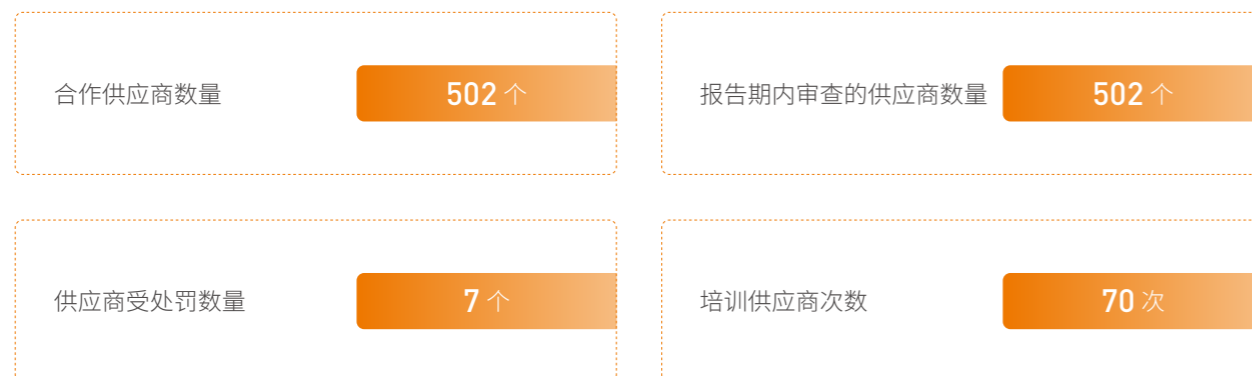 合作供应商数量 502 个
报告期内审查的供应商数量 502 个
供应商受处罚数量 7 个
培训供应商次数 70 次